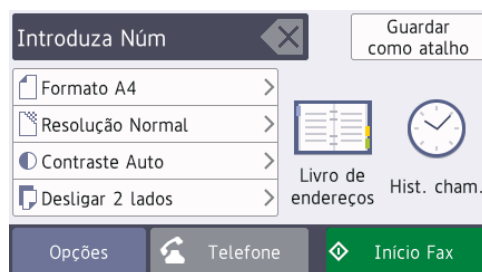 Introduza Núm
Guardar
como atalho
Formato A4
Resolução Normal
Contraste Auto
Desligar 2 lados
Livro de
endereços
Hist. cham.
Opções
Telefone
Início Fax